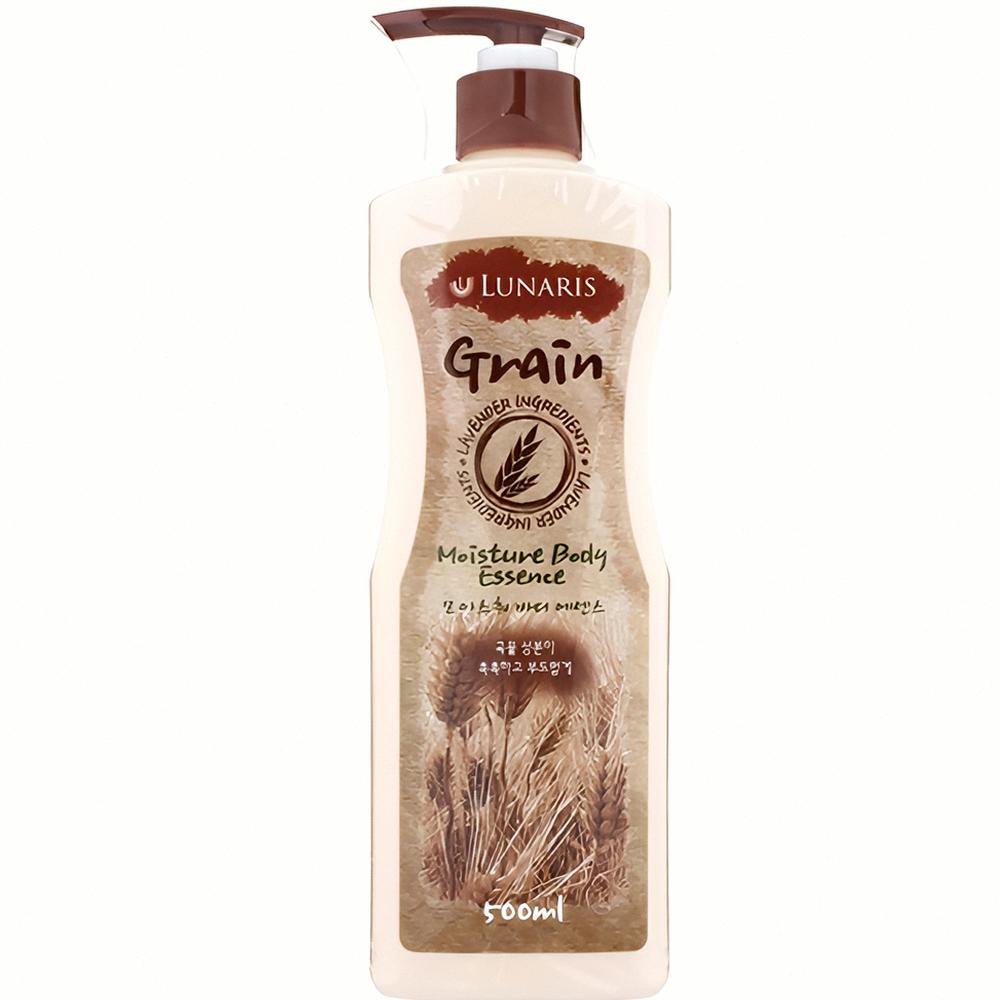 LUNARIS
Grain
LAVENDER INGREDIENTS • LAVENDER INGREDIENTS •
Moisture Body
Essence
모이스춰 바디 에센스
곡물 성분이
촉촉하고 부드럽게
500ml